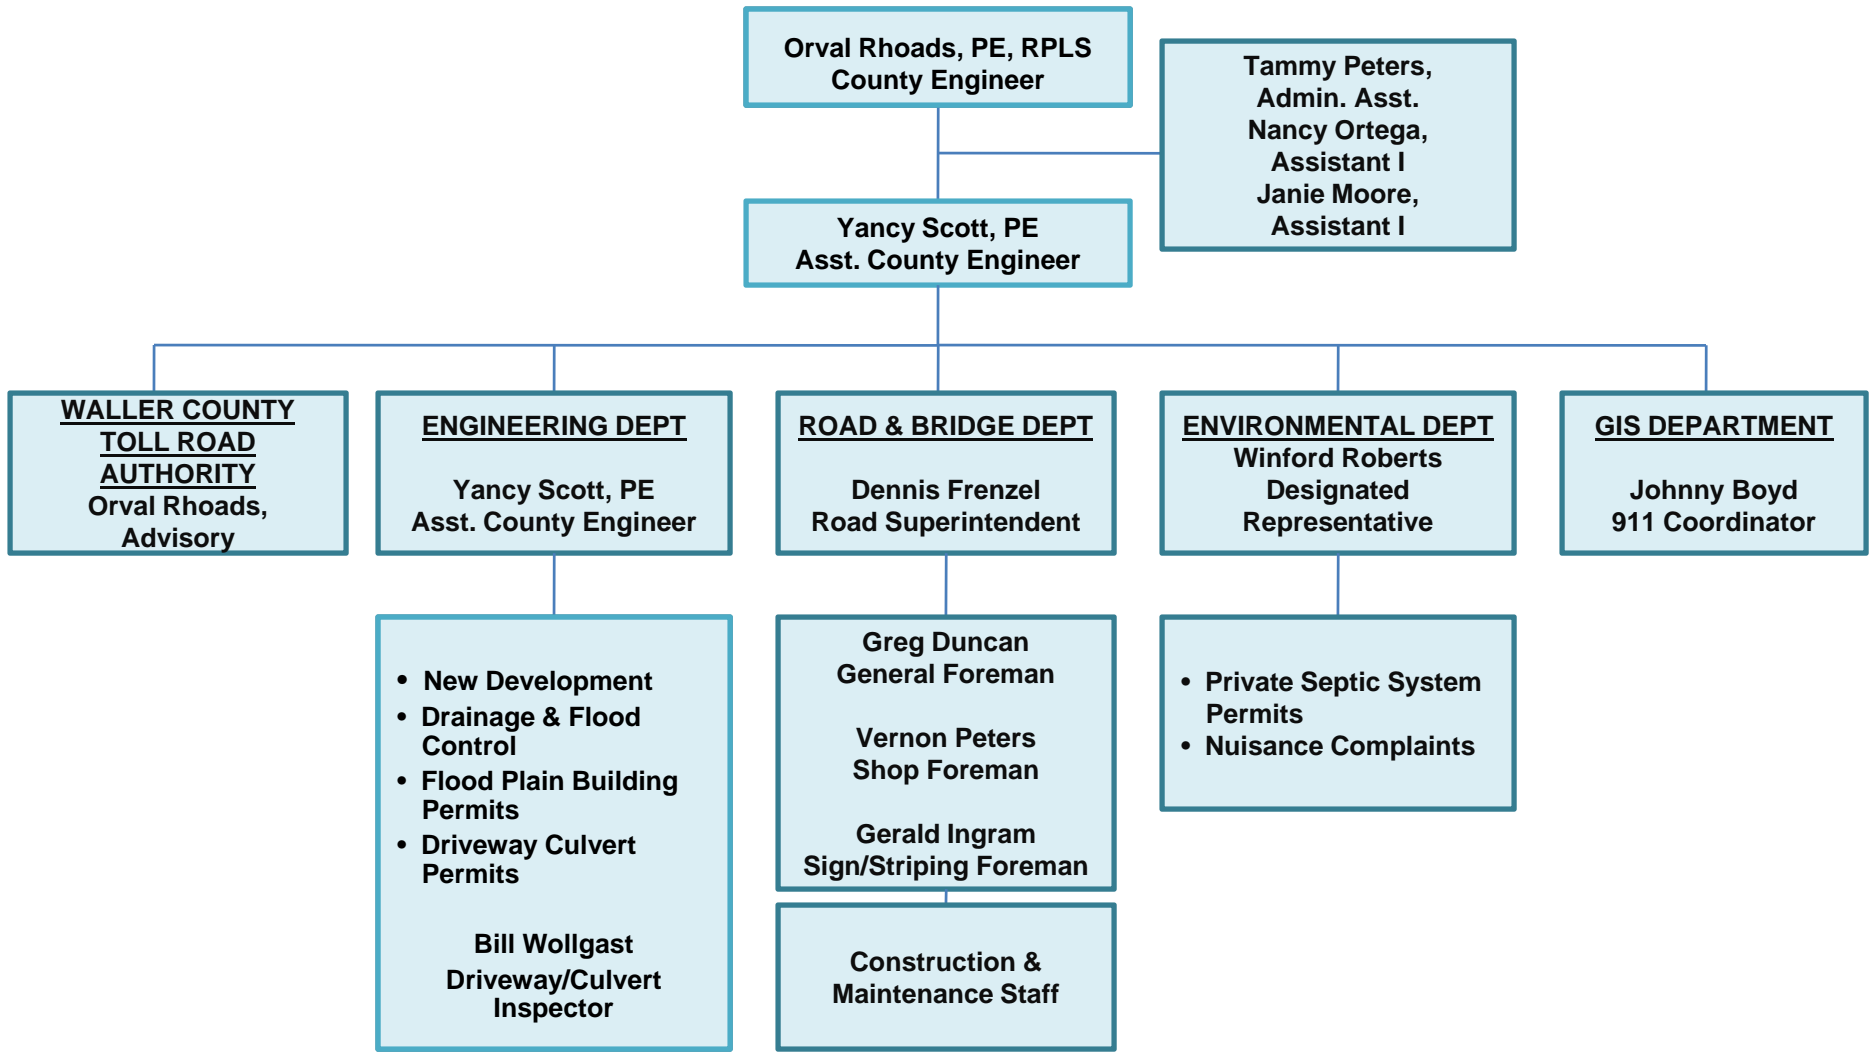 Orval Rhoads, PE, RPLS
County Engineer
Tammy Peters,
Admin. Asst.
Nancy Ortega,
Assistant I
Janie Moore,
Assistant I
Yancy Scott, PE
Asst. County Engineer
WALLER COUNTY
TOLL ROAD
AUTHORITY
Orval Rhoads,
Advisory
ENGINEERING DEPT
Yancy Scott, PE
Asst. County Engineer
ROAD & BRIDGE DEPT
Dennis Frenzel
Road Superintendent
ENVIRONMENTAL DEPT
Winford Roberts
Designated
Representative
GIS DEPARTMENT
Johnny Boyd
911 Coordinator
• New Development
• Drainage & Flood
Control
• Flood Plain Building
Permits
• Driveway Culvert
Permits
Bill Wollgast
Driveway/Culvert
Inspector
Greg Duncan
General Foreman
Vernon Peters
Shop Foreman
Gerald Ingram
Sign/Striping Foreman
Construction &
Maintenance Staff
• Private Septic System
Permits
• Nuisance Complaints